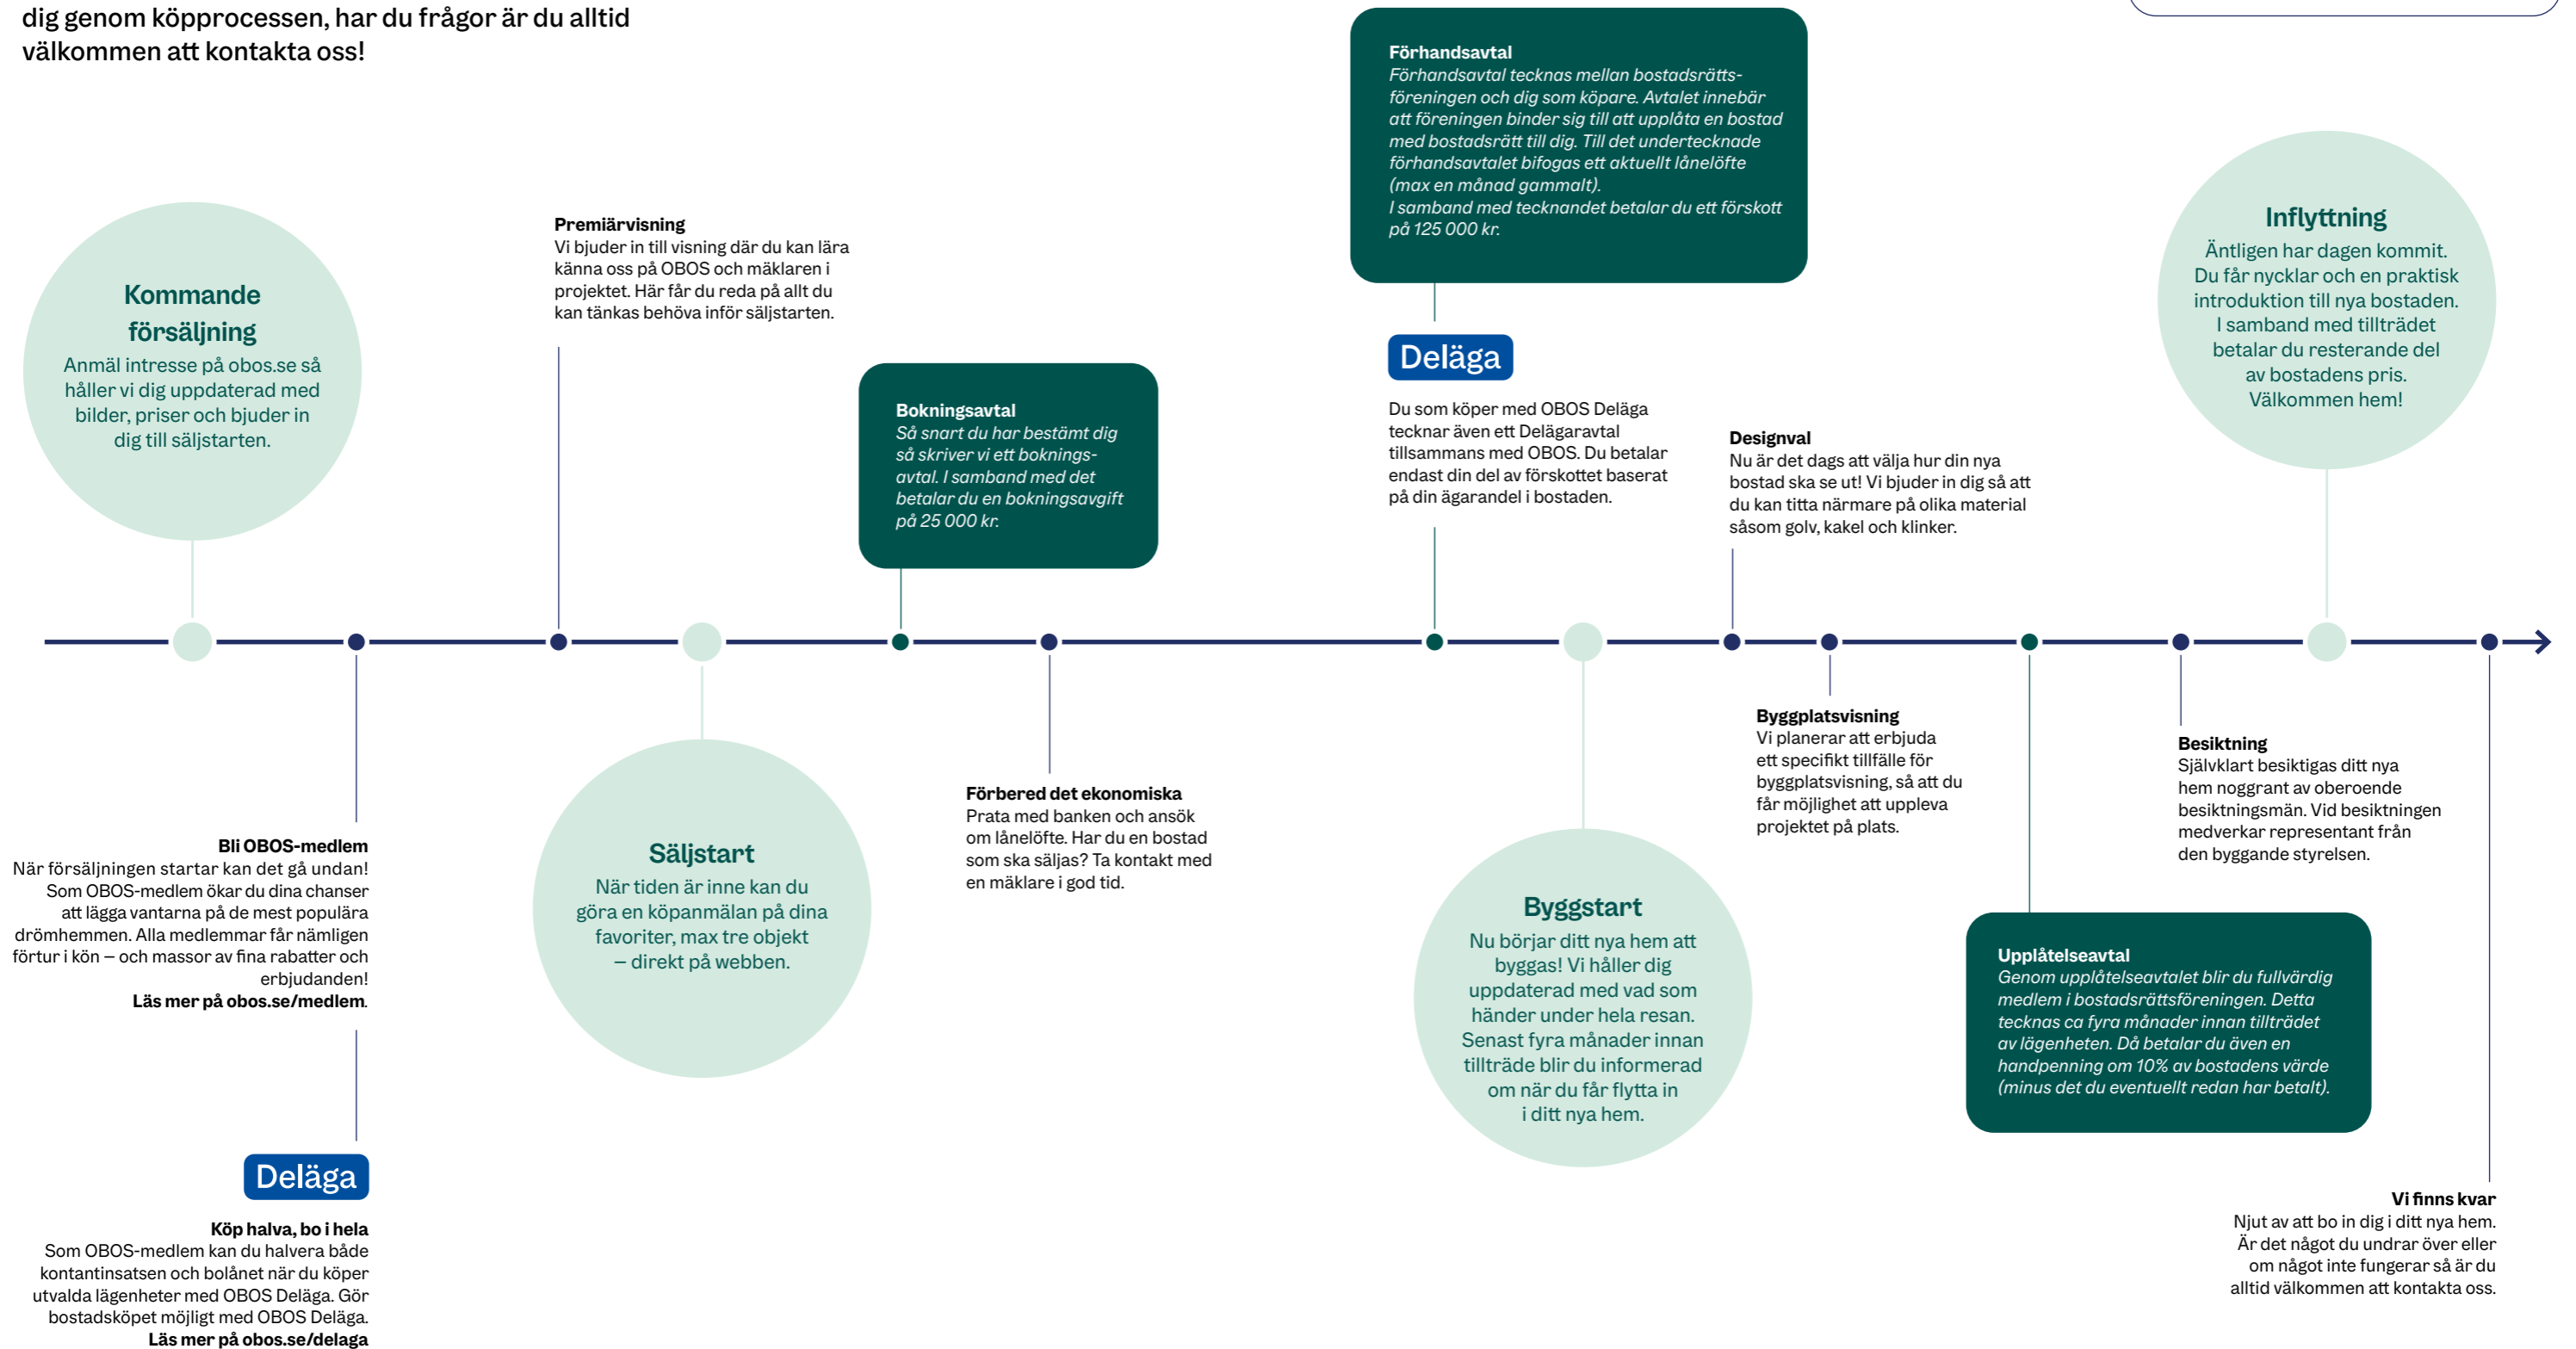 dig genom köpprocessen, har du frågor är du alltid
välkommen att kontakta oss!
Kommande
försäljning
Anmäl intresse på obos.se så
håller vi dig uppdaterad med
bilder, priser och bjuder in
dig till säljstarten.
Bli OBOS-medlem
När försäljningen startar kan det gå undan!
Som OBOS-medlem ökar du dina chanser
att lägga vantarna på de mest populära
drömhemmen. Alla medlemmar får nämligen
förtur i kön – och massor av fina rabatter och
erbjudanden!
Läs mer på obos.se/medlem.
Deläga
Köp halva, bo i hela
Som OBOS-medlem kan du halvera både
kontantinsatsen och bolånet när du köper
utvalda lägenheter med OBOS Deläga. Gör
bostadsköpet möjligt med OBOS Deläga.
Läs mer på obos.se/delaga
Premiärvisning
Vi bjuder in till visning där du kan lära
känna oss på OBOS och mäklaren i
projektet. Här får du reda på allt du
kan tänkas behöva inför säljstarten.
Säljstart
När tiden är inne kan du
göra en köpanmälan på dina
favoriter, max tre objekt
– direkt på webben.
Bokningsavtal
Så snart du har bestämt dig
så skriver vi ett boknings-
avtal. I samband med det
betalar du en bokningsavgift
på 25 000 kr.
Förbered det ekonomiska
Prata med banken och ansök
om lånelöfte. Har du en bostad
som ska säljas? Ta kontakt med
en mäklare i god tid.
Förhandsavtal
Förhandsavtal tecknas mellan bostadsrätts-
föreningen och dig som köpare. Avtalet innebär
att föreningen binder sig till att upplåta en bostad
med bostadsrätt till dig. Till det undertecknade
förhandsavtalet bifogas ett aktuellt lånelöfte
(max en månad gammalt).
I samband med tecknandet betalar du ett förskott
på 125 000 kr.
Deläga
Du som köper med OBOS Deläga
tecknar även ett Delägaravtal
tillsammans med OBOS. Du betalar
endast din del av förskottet baserat
på din ägarandel i bostaden.
Byggstart
Nu börjar ditt nya hem att
byggas! Vi håller dig
uppdaterad med vad som
händer under hela resan.
Senast fyra månader innan
tillträde blir du informerad
om när du får flytta in
i ditt nya hem.
Designval
Nu är det dags att välja hur din nya
bostad ska se ut! Vi bjuder in dig så att
du kan titta närmare på olika material
såsom golv, kakel och klinker.
Byggplatsvisning
Vi planerar att erbjuda
ett specifikt tillfälle för
byggplatsvisning, så att du
får möjlighet att uppleva
projektet på plats.
Upplåtelseavtal
Genom upplåtelseavtalet blir du fullvärdig
medlem i bostadsrättsföreningen. Detta
tecknas ca fyra månader innan tillträdet
av lägenheten. Då betalar du även en
handpenning om 10% av bostadens värde
(minus det du eventuellt redan har betalt).
Besiktning
Självklart besiktigas ditt nya
hem noggrant av oberoende
besiktningsmän. Vid besiktningen
medverkar representant från
den byggande styrelsen.
Inflyttning
Äntligen har dagen kommit.
Du får nycklar och en praktisk
introduktion till nya bostaden.
I samband med tillträdet
betalar du resterande del
av bostadens pris.
Välkommen hem!
Vi finns kvar
Njut av att bo in dig i ditt nya hem.
Är det något du undrar över eller
om något inte fungerar så är du
alltid välkommen att kontakta oss.